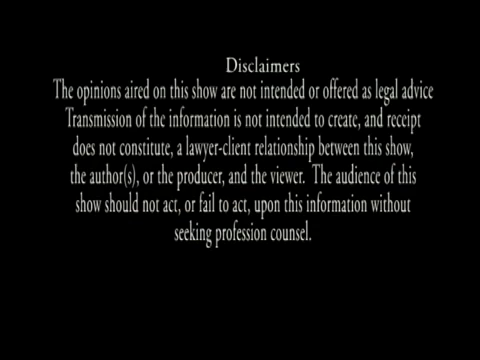 Disclaimers
The opinions aired on this show are not intended or offered as legal advice
Transmission of the information is not intended to create, and receipt
does not constitute, a lawyer-client relationship between this show,
the author(s), or the producer, and the viewer. The audience of this
show should not act, or fail to act, upon this information without
seeking profession counsel.